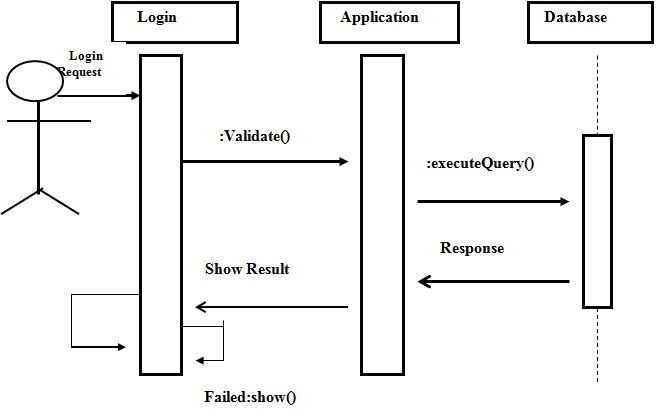 Login
Application
Database
Login
Request
:Validate()
:executeQuery()
Response
Show Result
Failed:show()